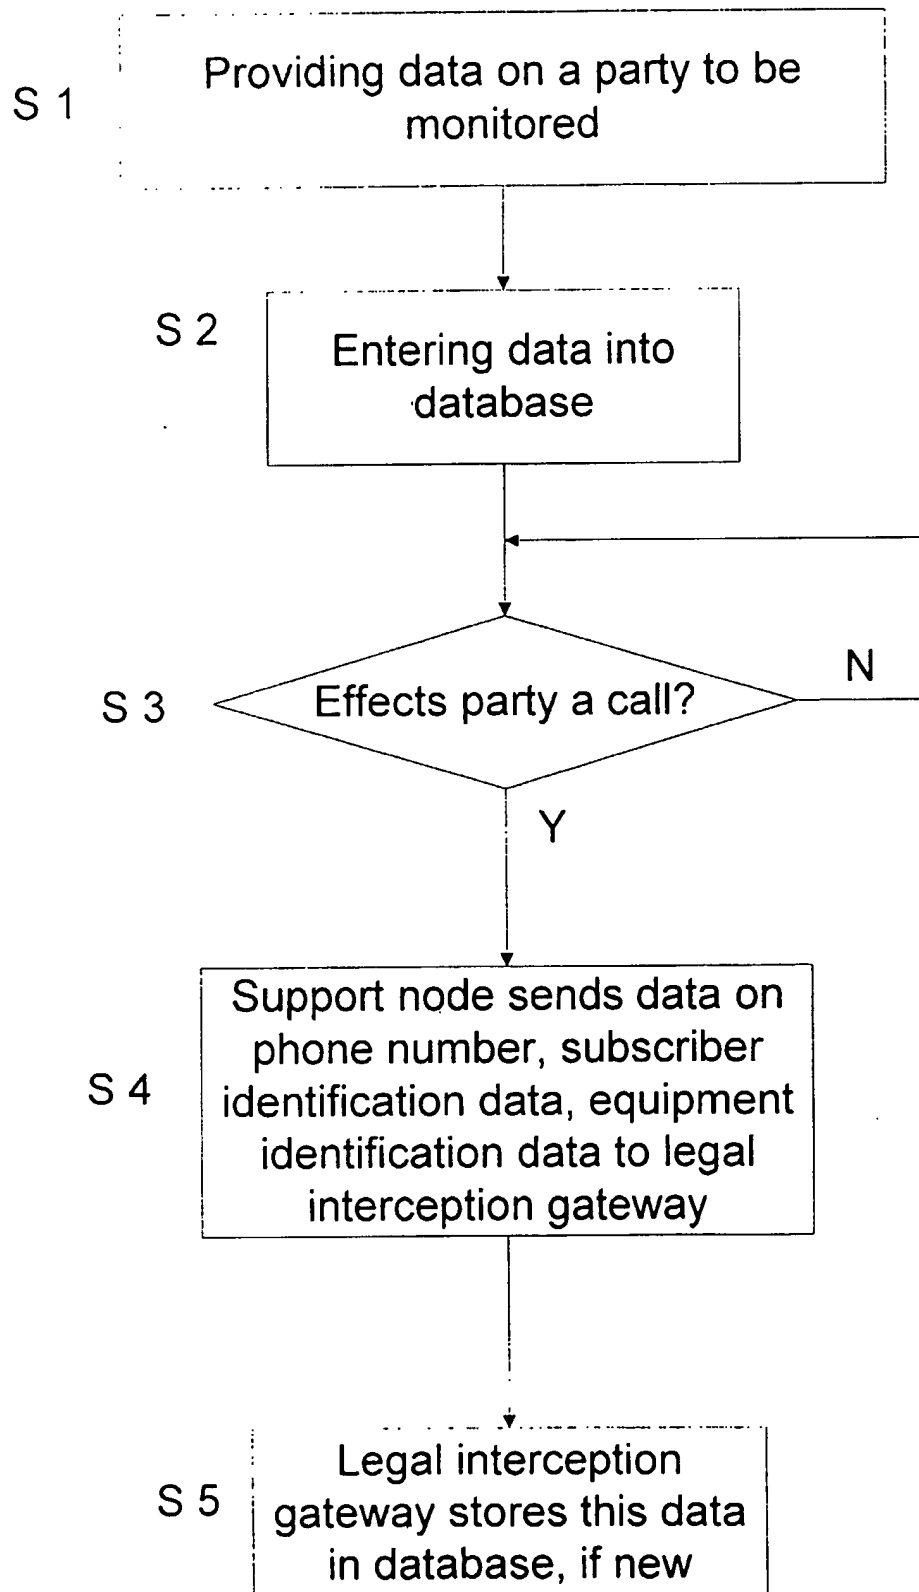 S 1
Providing data on a party to be
monitored
S 2
Entering data into
database
S 3
Effects party a call?
N
Y
S 4
Support node sends data on
phone number, subscriber
identification data, equipment
identification data to legal
interception gateway
S 5
Legal interception
gateway stores this data
in database, if new